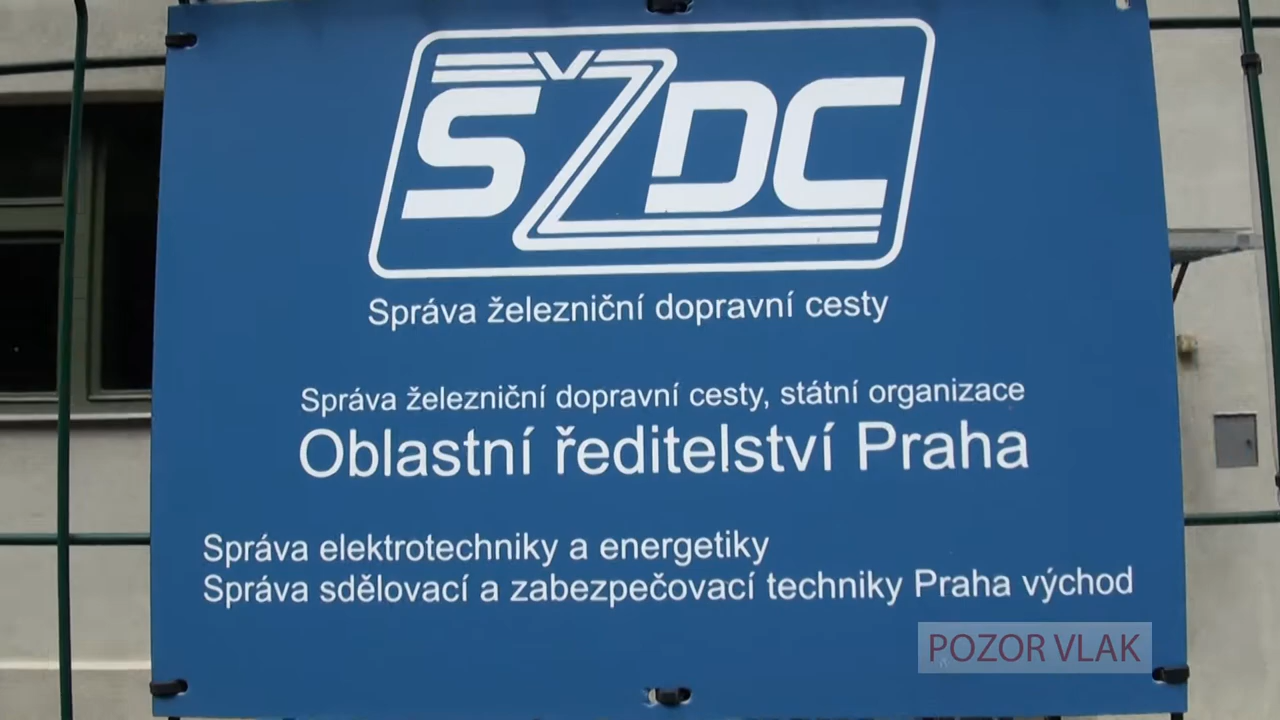 SŽDC
Správa železniční dopravní cesty
Správa železniční dopravní cesty, státní organizace
Oblastní ředitelství Praha
Správa elektrotechniky a energetiky
Správa sdělovací a zabezpečovací techniky Praha východ
POZOR VLAK